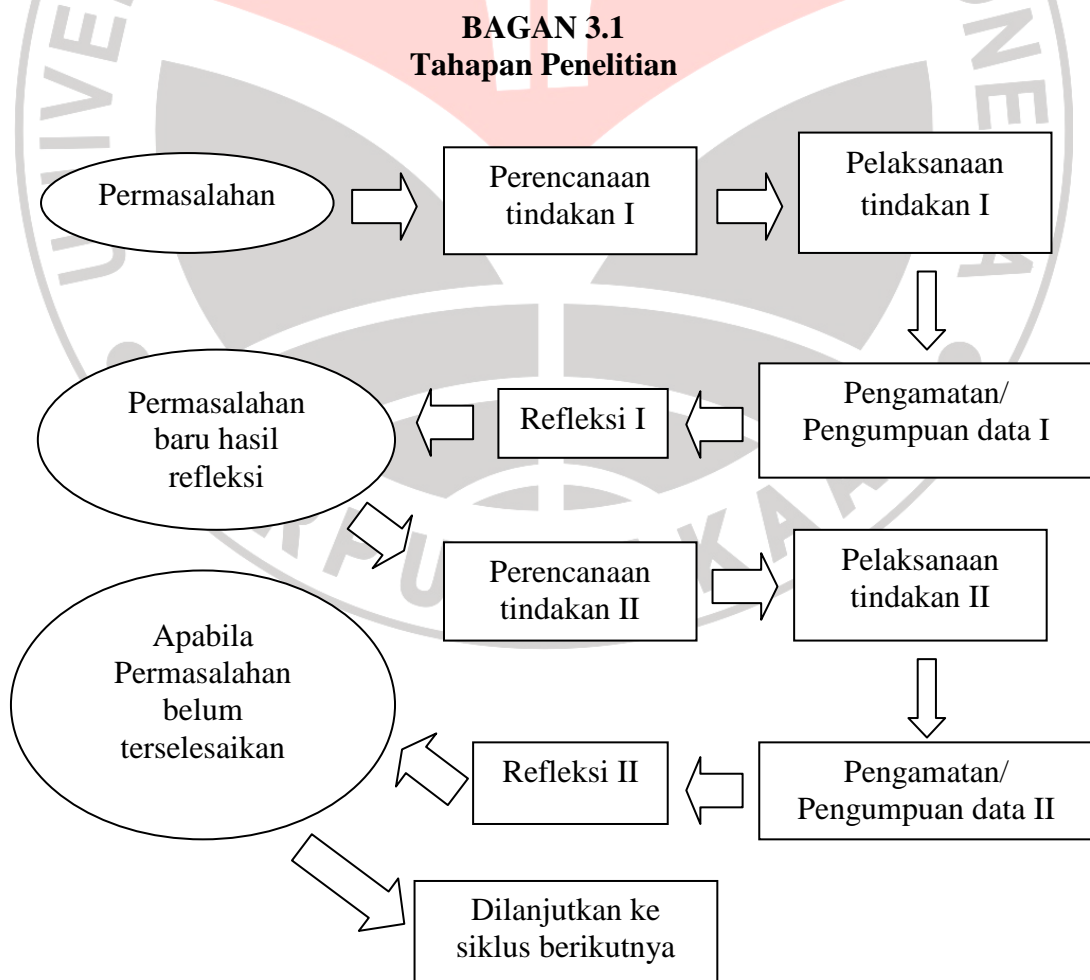 BAGAN 3.1
Tahapan Penelitian
Permasalahan
Perencanaan
tindakan I
Pelaksanaan
tindakan I
Pengamatan/
Pengumpuan data I
Refleksi I
Permasalahan
baru hasil
refleksi
Perencanaan
tindakan II
Pelaksanaan
tindakan II
Pengamatan/
Pengumpuan data II
Refleksi II
Apabila
Permasalahan
belum
terselesaikan
Dilanjutkan ke
siklus berikutnya